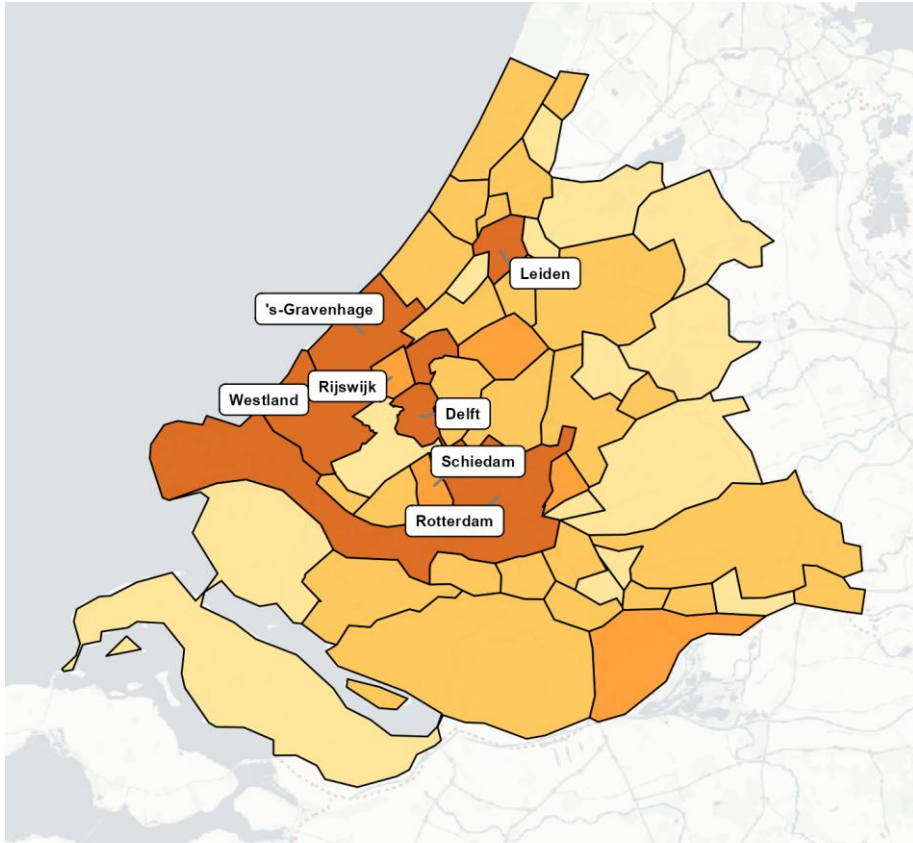 Leiden
's-Gravenhage
Rijswijk
Westland
Delft
Schiedam
Rotterdam